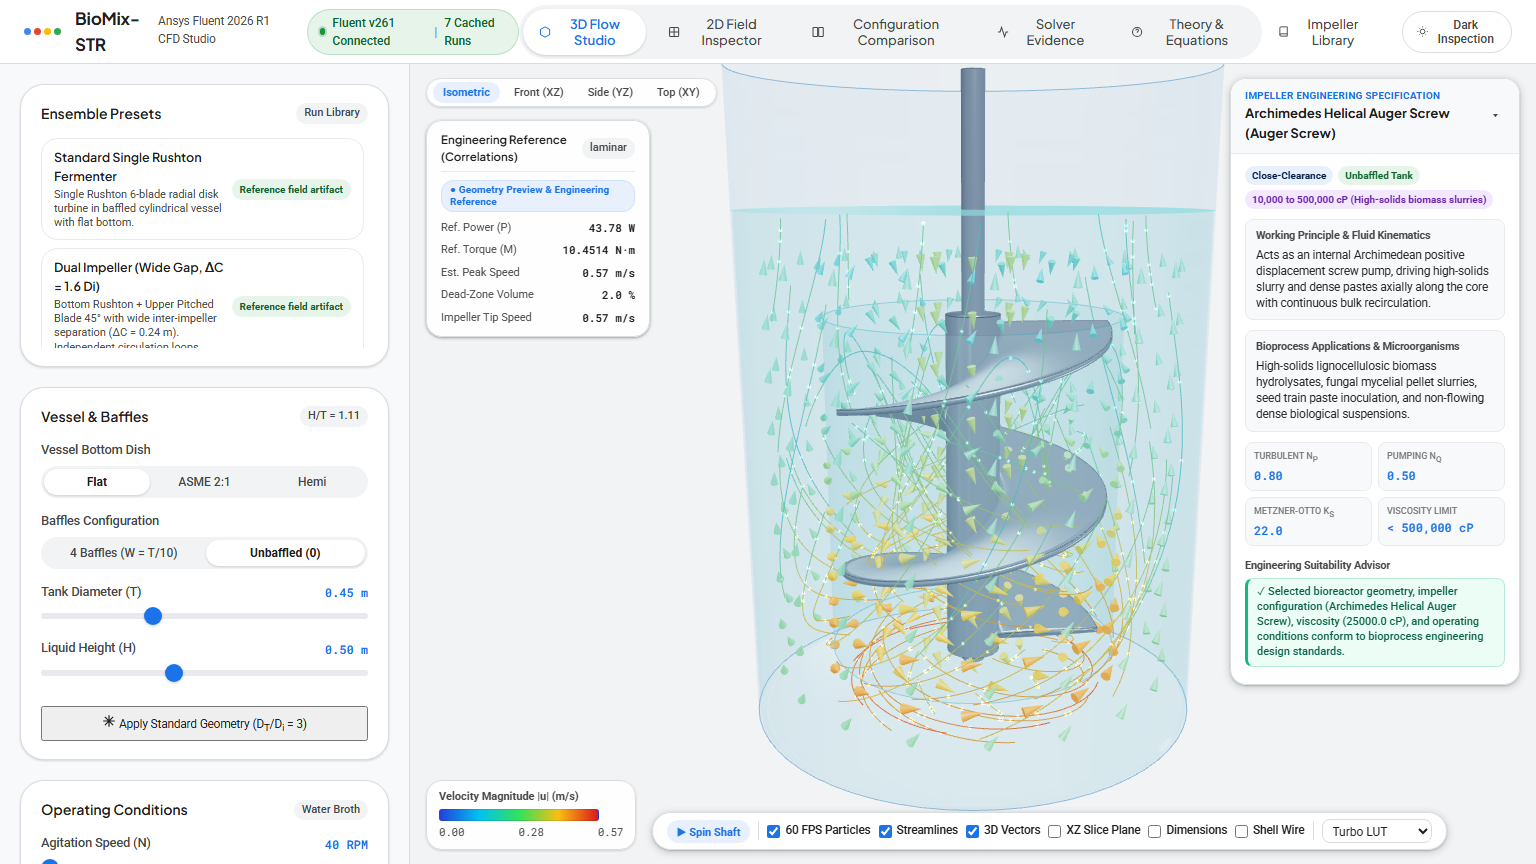 BioMix-STR
Ansys Fluent 2026 R1 CFD Studio
Fluent v261 Connected | 7 Cached Runs
3D Flow Studio
2D Field Inspector
Configuration Comparison
Solver Evidence
Theory & Equations
Impeller Library
Dark Inspection
Ensemble Presets
Run Library
Standard Single Rushton Fermenter
Single Rushton 6-blade radial disk turbine in baffled cylindrical vessel with flat bottom.
Reference field artifact
Dual Impeller (Wide Gap, ΔC = 1.6 Di)
Bottom Rushton + Upper Pitched Blade 45° with wide inter-impeller separation (ΔC = 0.24 m). Independent circulation loops
Reference field artifact
Vessel & Baffles
H/T = 1.11
Vessel Bottom Dish
Flat
ASME 2:1
Hemi
Baffles Configuration
4 Baffles (W = T/10)
Unbaffled (0)
Tank Diameter (T)
0.45 m
Liquid Height (H)
0.50 m
✳ Apply Standard Geometry (DT/Di = 3)
Operating Conditions
Water Broth
Agitation Speed (N)
40 RPM
Isometric
Front (XZ)
Side (YZ)
Top (XY)
Engineering Reference (Correlations)
laminar
● Geometry Preview & Engineering Reference
Ref. Power (P) 43.78 W
Ref. Torque (M) 10.4514 N·m
Est. Peak Speed 0.57 m/s
Dead-Zone Volume 2.0 %
Impeller Tip Speed 0.57 m/s
Velocity Magnitude |u| (m/s)
0.00 0.28 0.57
▶ Spin Shaft
60 FPS Particles
Streamlines
3D Vectors
XZ Slice Plane
Dimensions
Shell Wire
Turbo LUT
IMPELLER ENGINEERING SPECIFICATION
Archimedes Helical Auger Screw (Auger Screw)
Close-Clearance
Unbaffled Tank
10,000 to 500,000 cP (High-solids biomass slurries)
Working Principle & Fluid Kinematics
Acts as an internal Archimedean positive
displacement screw pump, driving high-solids
slurry and dense pastes axially along the core
with continuous bulk recirculation.
Bioprocess Applications & Microorganisms
High-solids lignocellulosic biomass
hydrolysates, fungal mycelial pellet slurries,
seed train paste inoculation, and non-flowing
dense biological suspensions.
TURBULENT NP
0.80
PUMPING NQ
0.50
METZNER-OTTO KS
22.0
VISCOSITY LIMIT
< 500,000 cP
Engineering Suitability Advisor
✓ Selected bioreactor geometry, impeller
configuration (Archimedes Helical Auger
Screw), viscosity (25000.0 cP), and operating
conditions conform to bioprocess engineering
design standards.